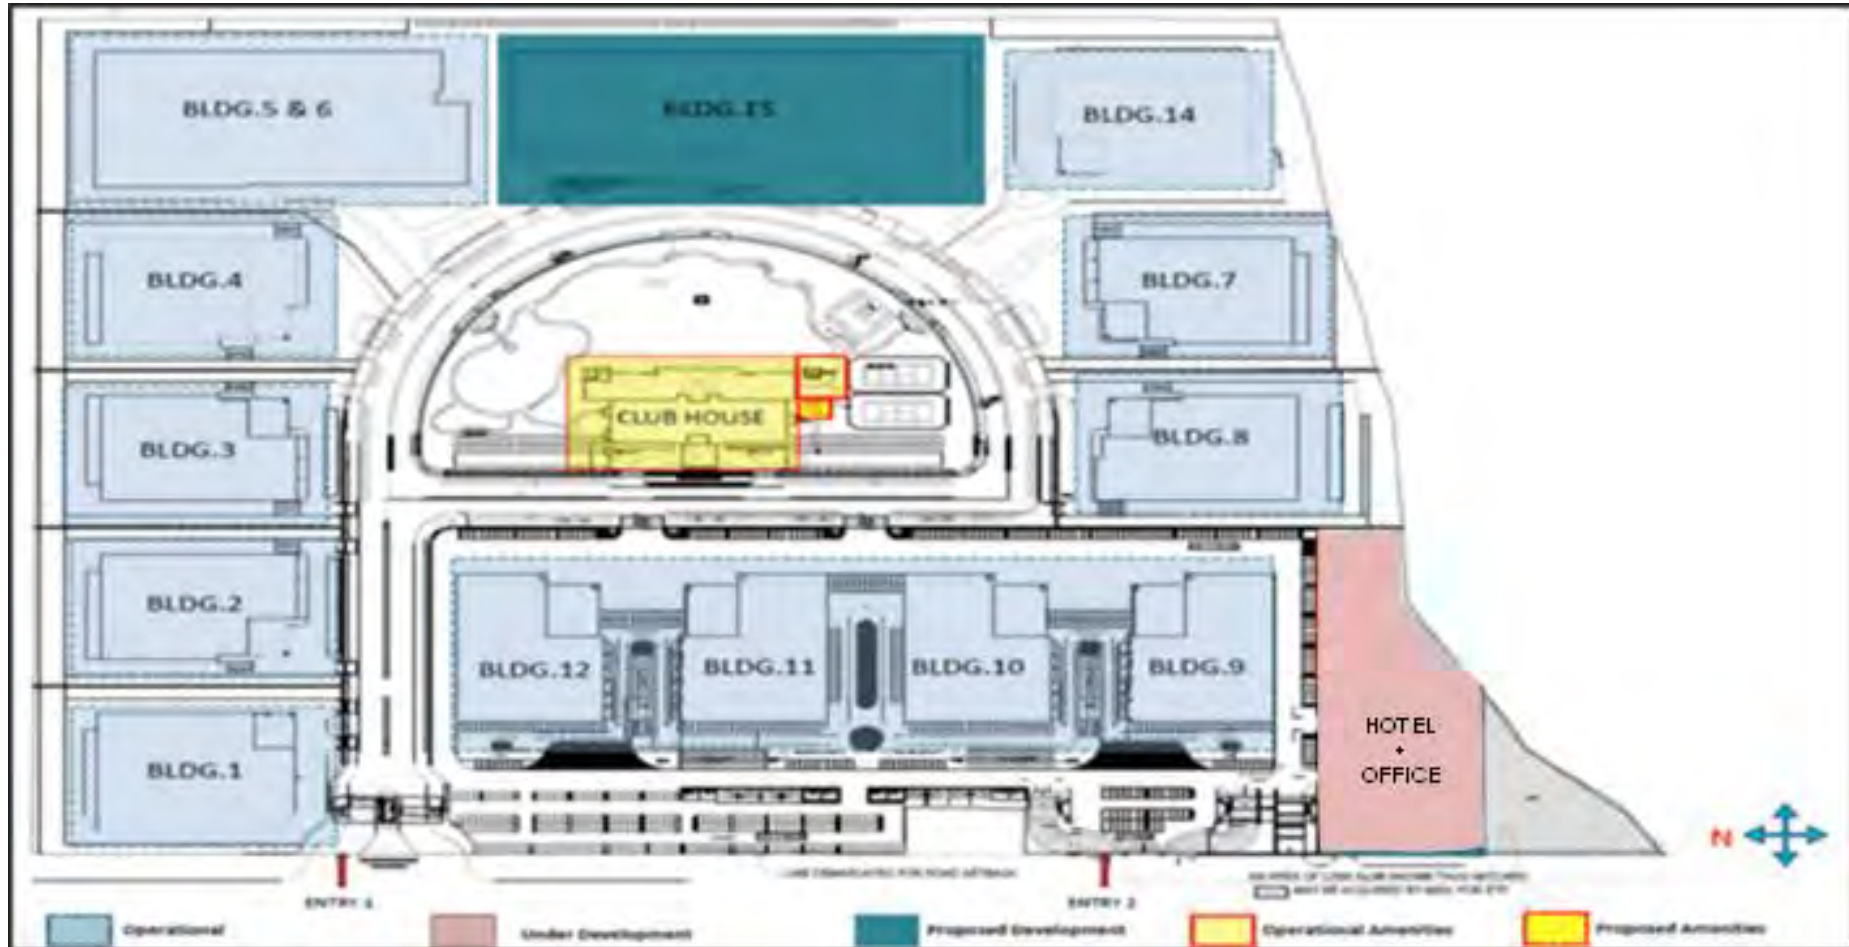 BLDG.5 & 6
BLDG.15
BLDG.14
BLDG.4
BLDG.7
CLUB HOUSE
BLDG.3
BLDG.8
BLDG.2
BLDG.12
BLDG.11
BLDG.10
BLDG.9
BLDG.1
HOTEL
+
OFFICE
N
ENTRY 1
ENTRY 2
Operational
Under Development
Proposed Development
Operational Amenities
Proposed Amenities